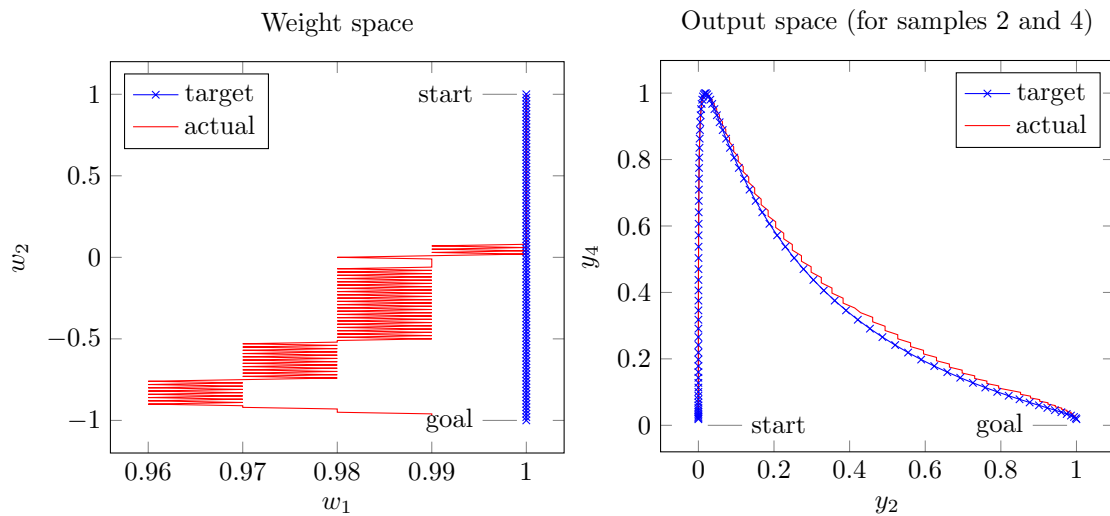 Weight space
target
actual
start
goal
1
0.5
0
−0.5
−1
w₂
0.96
0.97
0.98
0.99
1
w₁
Output space (for samples 2 and 4)
target
actual
start
goal
1
0.8
0.6
0.4
0.2
0
y₄
0
0.2
0.4
0.6
0.8
1
y₂